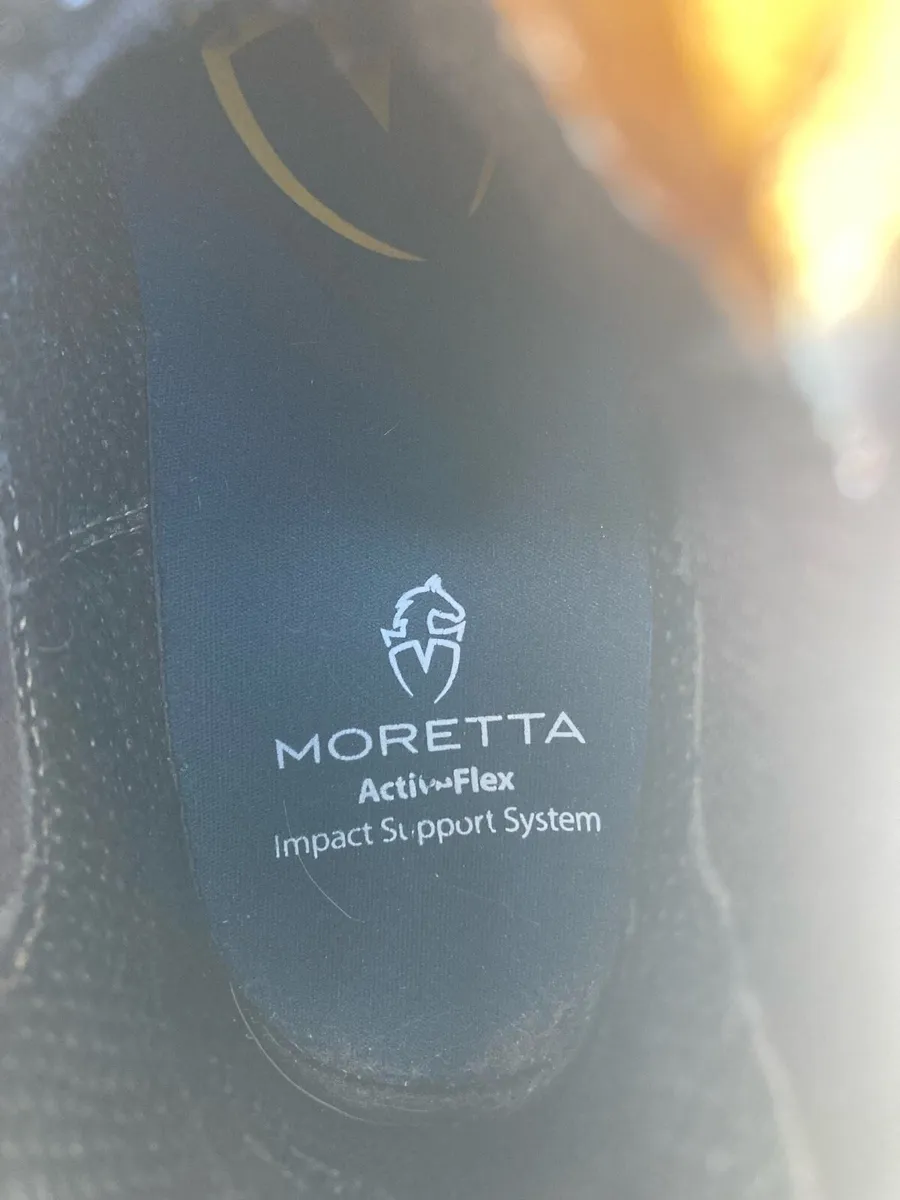 MORETTA
Activ-Flex
Impact Support System